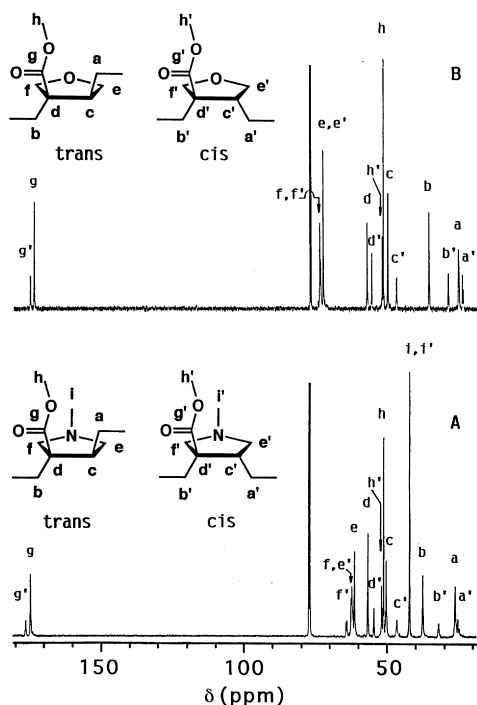 h'
O
g
O
O
a
f
e
d
c
b
trans
h'
O
g'
O
O
f'
e'
d'
c'
b'
a'
cis
h
B
e,e'
f,f'
g
g'
d
d'
h'
c
c'
b
b'
a
a'
h
i
O
g
O
N
a
f
e
d
c
b
trans
h'
i'
O
g'
O
N
f'
e'
d'
c'
b'
a'
cis
i,i'
A
h
g
g'
e
f,e'
f'
d
d'
h'
c
c'
b
b'
a
a'
150 100 50
δ (ppm)